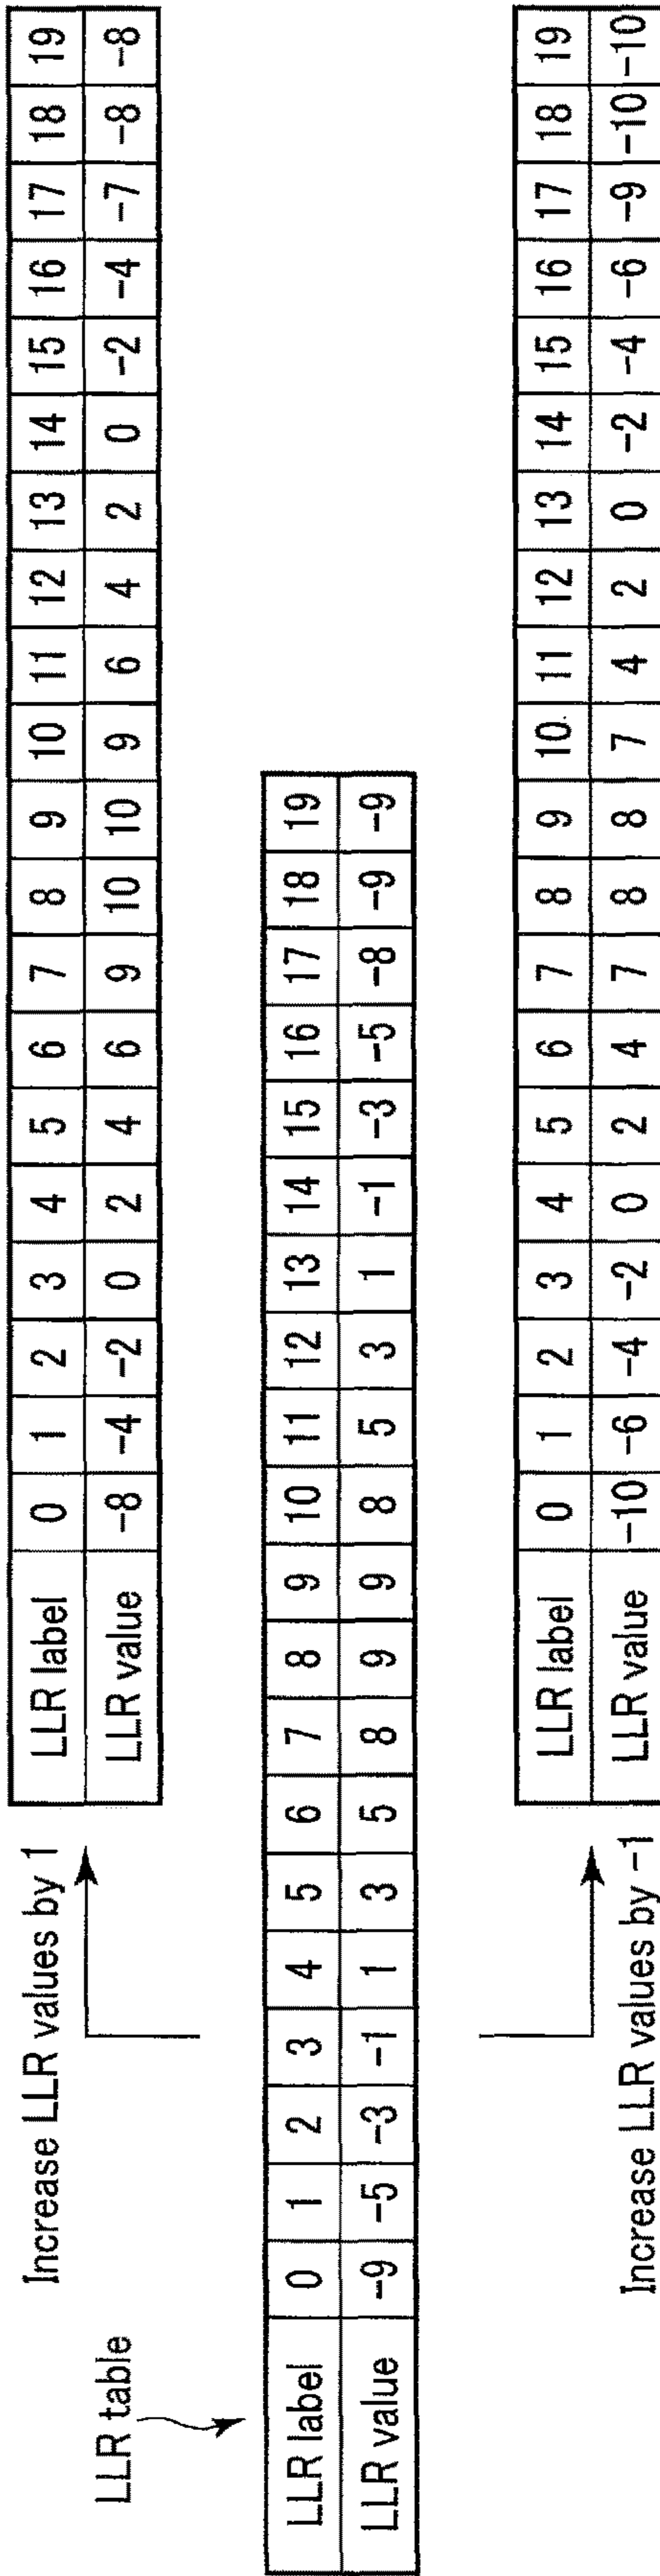 Increase LLR values by 1
LLR label 0 1 2 3 4 5 6 7 8 9 10 11 12 13 14 15 16 17 18 19
LLR value -8 -4 -2 0 2 4 6 9 10 10 9 6 4 2 0 -2 -4 -7 -8 -8
LLR table
LLR label 0 1 2 3 4 5 6 7 8 9 10 11 12 13 14 15 16 17 18 19
LLR value -9 -5 -3 -1 1 3 5 8 9 9 8 5 3 1 -1 -3 -5 -8 -9 -9
Increase LLR values by -1
LLR label 0 1 2 3 4 5 6 7 8 9 10 11 12 13 14 15 16 17 18 19
LLR value -10 -6 -4 -2 0 2 4 7 8 8 7 4 2 0 -2 -4 -6 -9 -10 -10